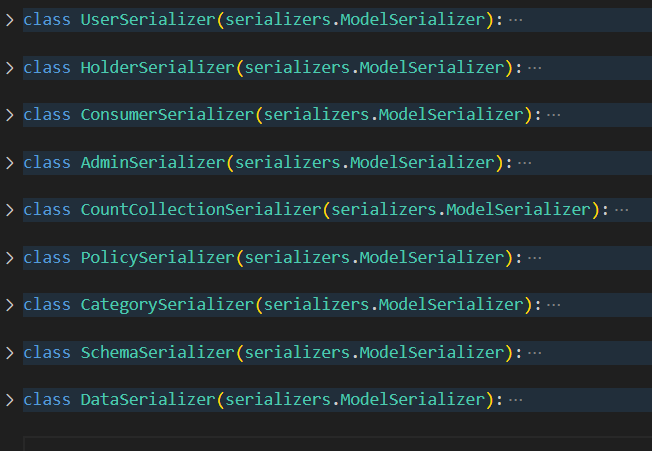 class UserSerializer(serializers.ModelSerializer):…
class HolderSerializer(serializers.ModelSerializer):…
class ConsumerSerializer(serializers.ModelSerializer):…
class AdminSerializer(serializers.ModelSerializer):…
class CountCollectionSerializer(serializers.ModelSerializer):…
class PolicySerializer(serializers.ModelSerializer):…
class CategorySerializer(serializers.ModelSerializer):…
class SchemaSerializer(serializers.ModelSerializer):…
class DataSerializer(serializers.ModelSerializer):…